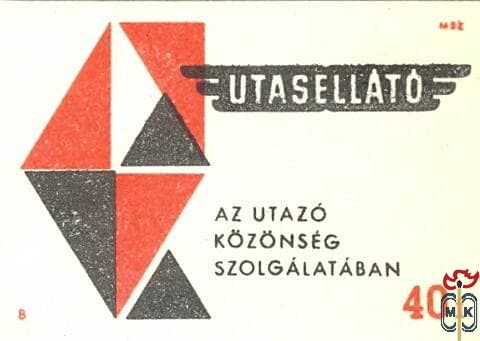 MSZ
UTASELLÁTÓ
AZ UTAZÓ
KÖZÖNSÉG
SZOLGÁLATÁBAN
40
MK
B